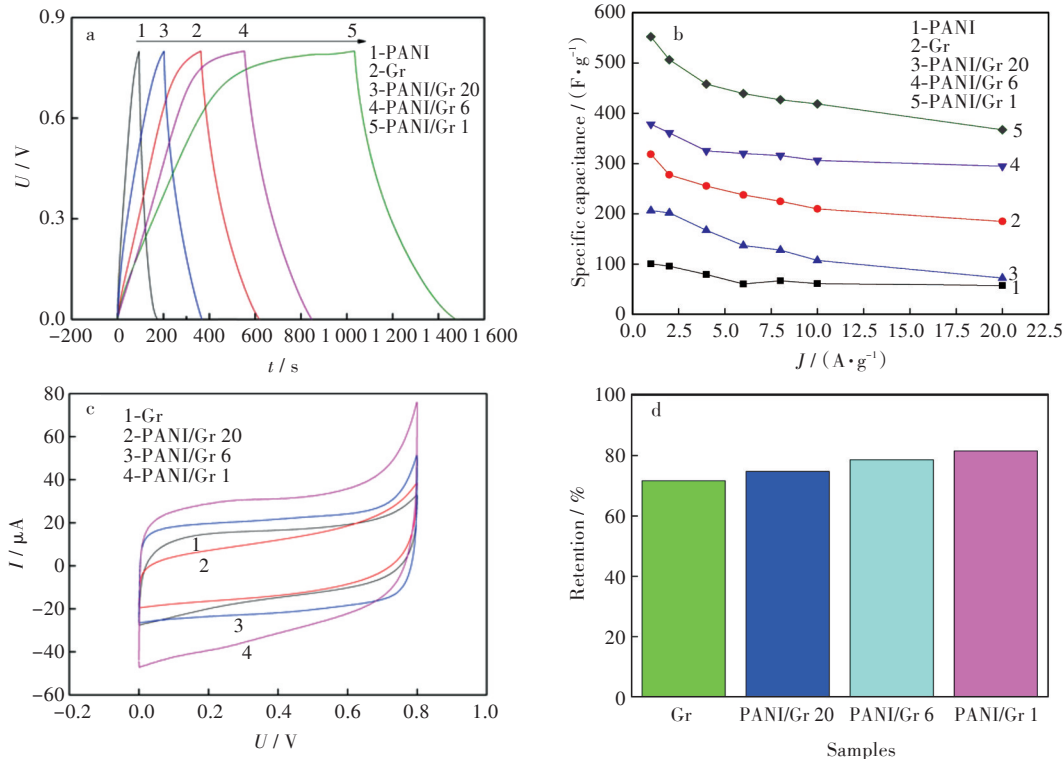 a
1 3 2 4 5
1-PANI
2-Gr
3-PANI/Gr 20
4-PANI/Gr 6
5-PANI/Gr 1
0.9
0.6
0.3
0.0
U / V
-200 0 200 400 600 800 1 000 1 200 1 400 1 600
t / s
b
1-PANI
2-Gr
3-PANI/Gr 20
4-PANI/Gr 6
5-PANI/Gr 1
600
500
400
300
200
100
0
Specific capacitance / (F·g⁻¹)
5
4
2
3
1
0.0 2.5 5.0 7.5 10.0 12.5 15.0 17.5 20.0 22.5
J / (A·g⁻¹)
c
1-Gr
2-PANI/Gr 20
3-PANI/Gr 6
4-PANI/Gr 1
80
60
40
20
0
-20
-40
-60
I / μA
1
2
3
4
-0.2 0.0 0.2 0.4 0.6 0.8 1.0
U / V
d
100
80
60
40
20
0
Retention / %
Gr PANI/Gr 20 PANI/Gr 6 PANI/Gr 1
Samples